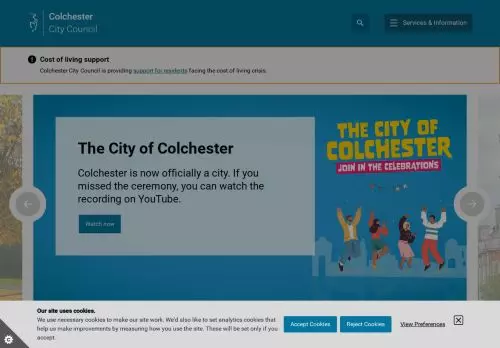 Colchester
City Council
Services & Information
Cost of living support
Colchester City Council is providing support for residents facing the cost of living crisis.
The City of Colchester
Colchester is now officially a city. If you
missed the ceremony, you can watch the
recording on YouTube.
Watch now
THE CITY OF
COLCHESTER
JOIN IN THE CELEBRATIONS
Our site uses cookies.
We use necessary cookies to make our site work. We'd also like to set analytics cookies that
help us make improvements by measuring how you use the site. These will be set only if you
accept.
Accept Cookies
Reject Cookies
View Preferences